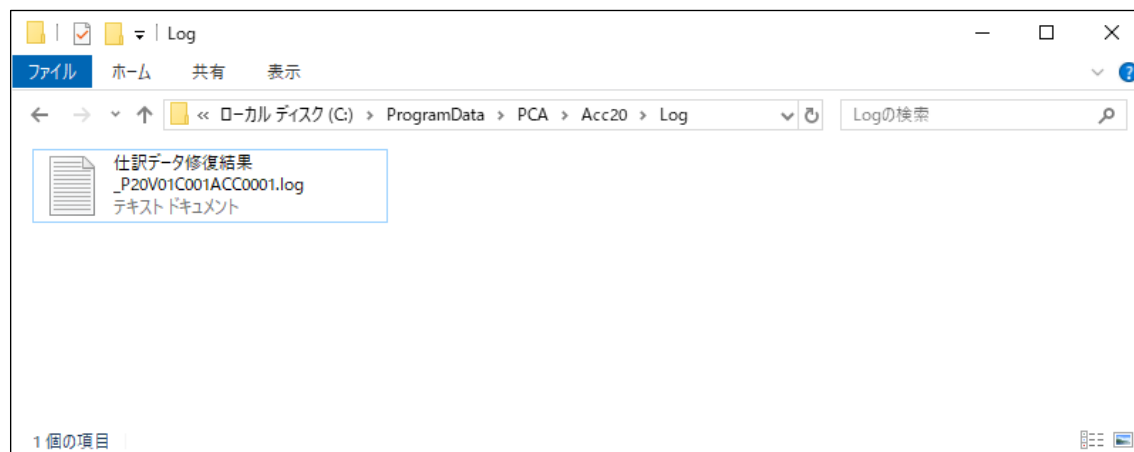 Log
ファイル ホーム 共有 表示
« ローカル ディスク (C:) › ProgramData › PCA › Acc20 › Log Logの検索
仕訳データ修復結果
_P20V01C001ACC0001.log
テキスト ドキュメント
1 個の項目